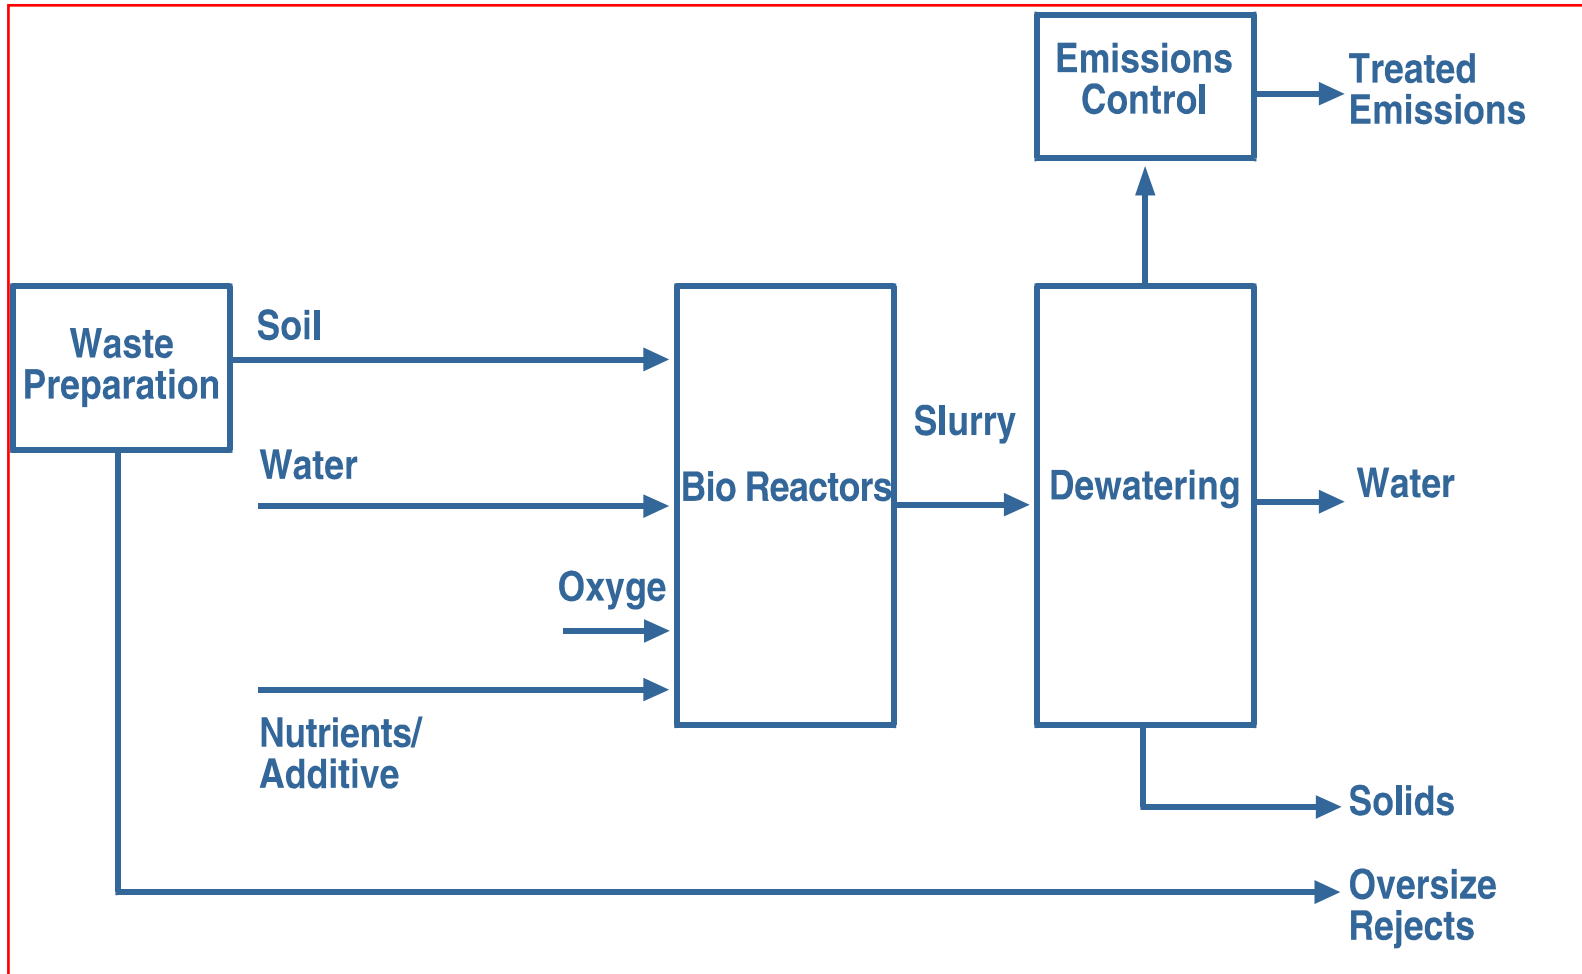 Emissions
Control
Treated
Emissions
Waste
Preparation
Soil
Water
Oxyge
Nutrients/
Additive
Bio Reactors
Slurry
Dewatering
Water
Solids
Oversize
Rejects